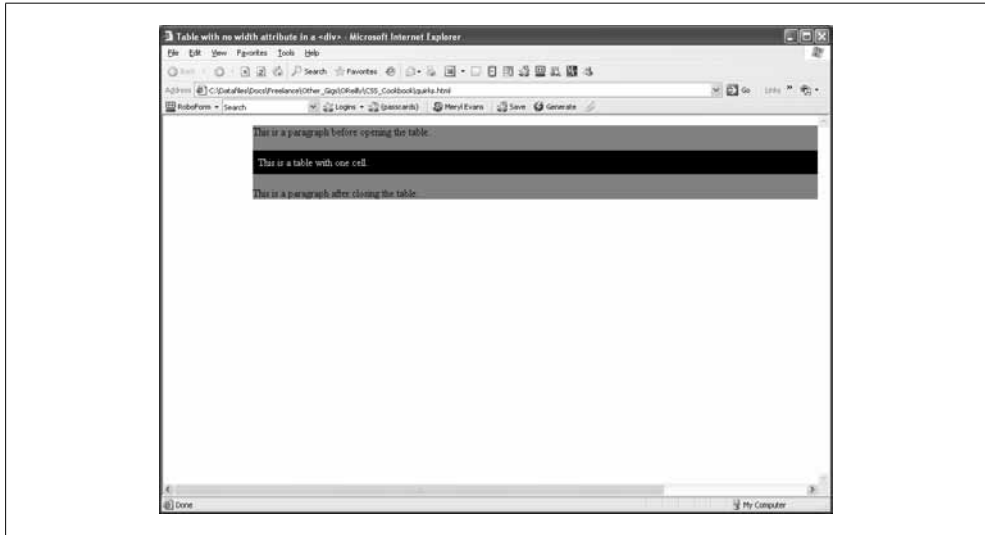 Table with no width attribute in a <div> - Microsoft Internet Explorer
File Edit View Favorites Tools Help
Search Favorites
Address C:\Datafiles\Docs\Freelance\Other_Gigs\OReilly\CSS_Cookbook\quirks.html Go Links »
RoboForm Search Logins (passcards) Meryl Evans Save Generate
This is a paragraph before opening the table.
This is a table with one cell.
This is a paragraph after closing the table.
Done My Computer